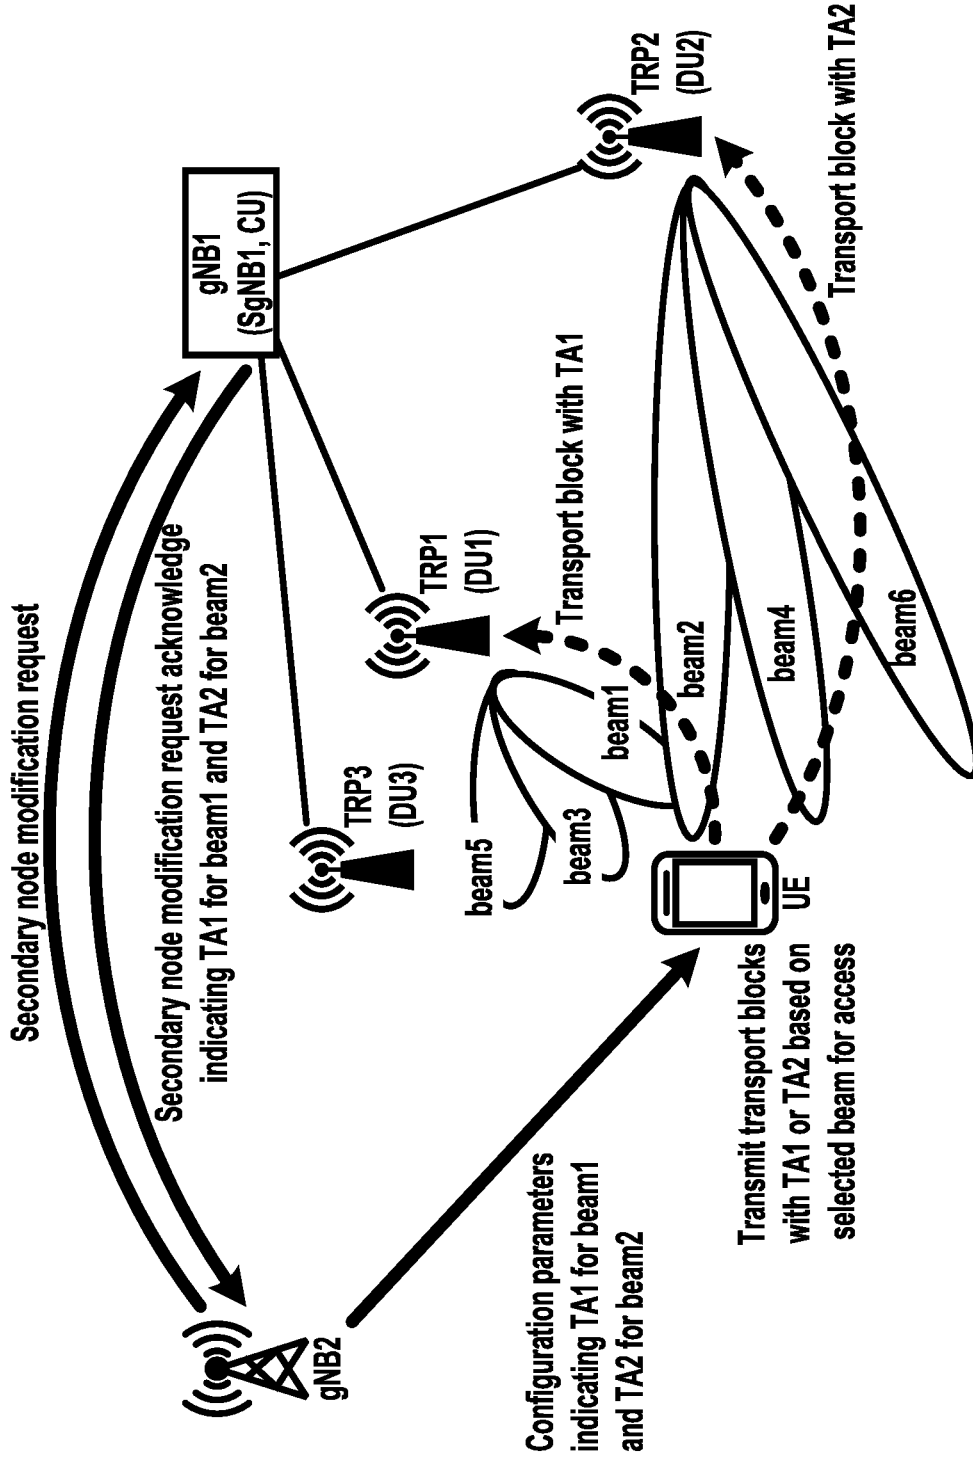 Secondary node modification request
Secondary node modification request acknowledge
indicating TA1 for beam1 and TA2 for beam2
gNB1
(SgNB1, CU)
gNB2
TRP3
(DU3)
TRP1
(DU1)
TRP2
(DU2)
Configuration parameters
indicating TA1 for beam1
and TA2 for beam2
beam5
beam3
beam1
Transport block with TA1
beam2
beam4
beam6
UE
Transmit transport blocks
with TA1 or TA2 based on
selected beam for access
Transport block with TA2